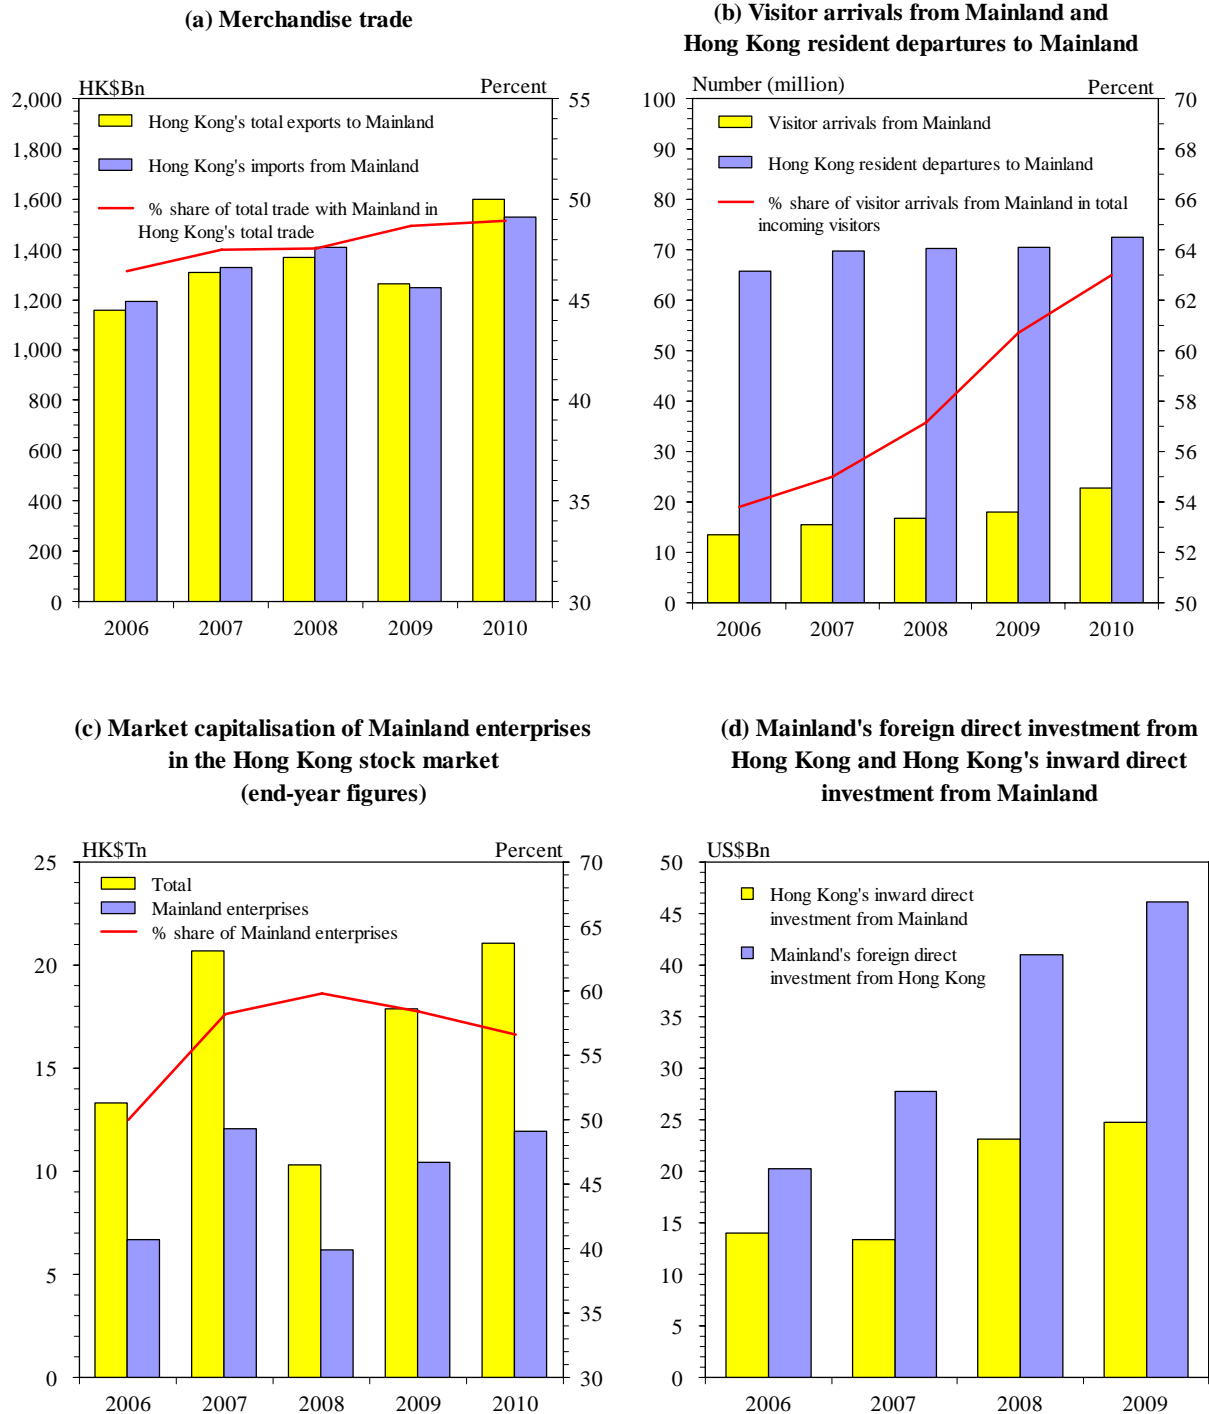 (a) Merchandise trade
HK$Bn
Percent
2,000
1,800
1,600
1,400
1,200
1,000
800
600
400
200
0
55
50
45
40
35
30
Hong Kong's total exports to Mainland
Hong Kong's imports from Mainland
% share of total trade with Mainland in
Hong Kong's total trade
2006 2007 2008 2009 2010
(b) Visitor arrivals from Mainland and
Hong Kong resident departures to Mainland
Number (million)
Percent
100
90
80
70
60
50
40
30
20
10
0
70
68
66
64
62
60
58
56
54
52
50
Visitor arrivals from Mainland
Hong Kong resident departures to Mainland
% share of visitor arrivals from Mainland in total
incoming visitors
2006 2007 2008 2009 2010
(c) Market capitalisation of Mainland enterprises
in the Hong Kong stock market
(end-year figures)
HK$Tn
Percent
25
20
15
10
5
0
70
65
60
55
50
45
40
35
30
Total
Mainland enterprises
% share of Mainland enterprises
2006 2007 2008 2009 2010
(d) Mainland's foreign direct investment from
Hong Kong and Hong Kong's inward direct
investment from Mainland
US$Bn
50
45
40
35
30
25
20
15
10
5
0
Hong Kong's inward direct
investment from Mainland
Mainland's foreign direct
investment from Hong Kong
2006 2007 2008 2009